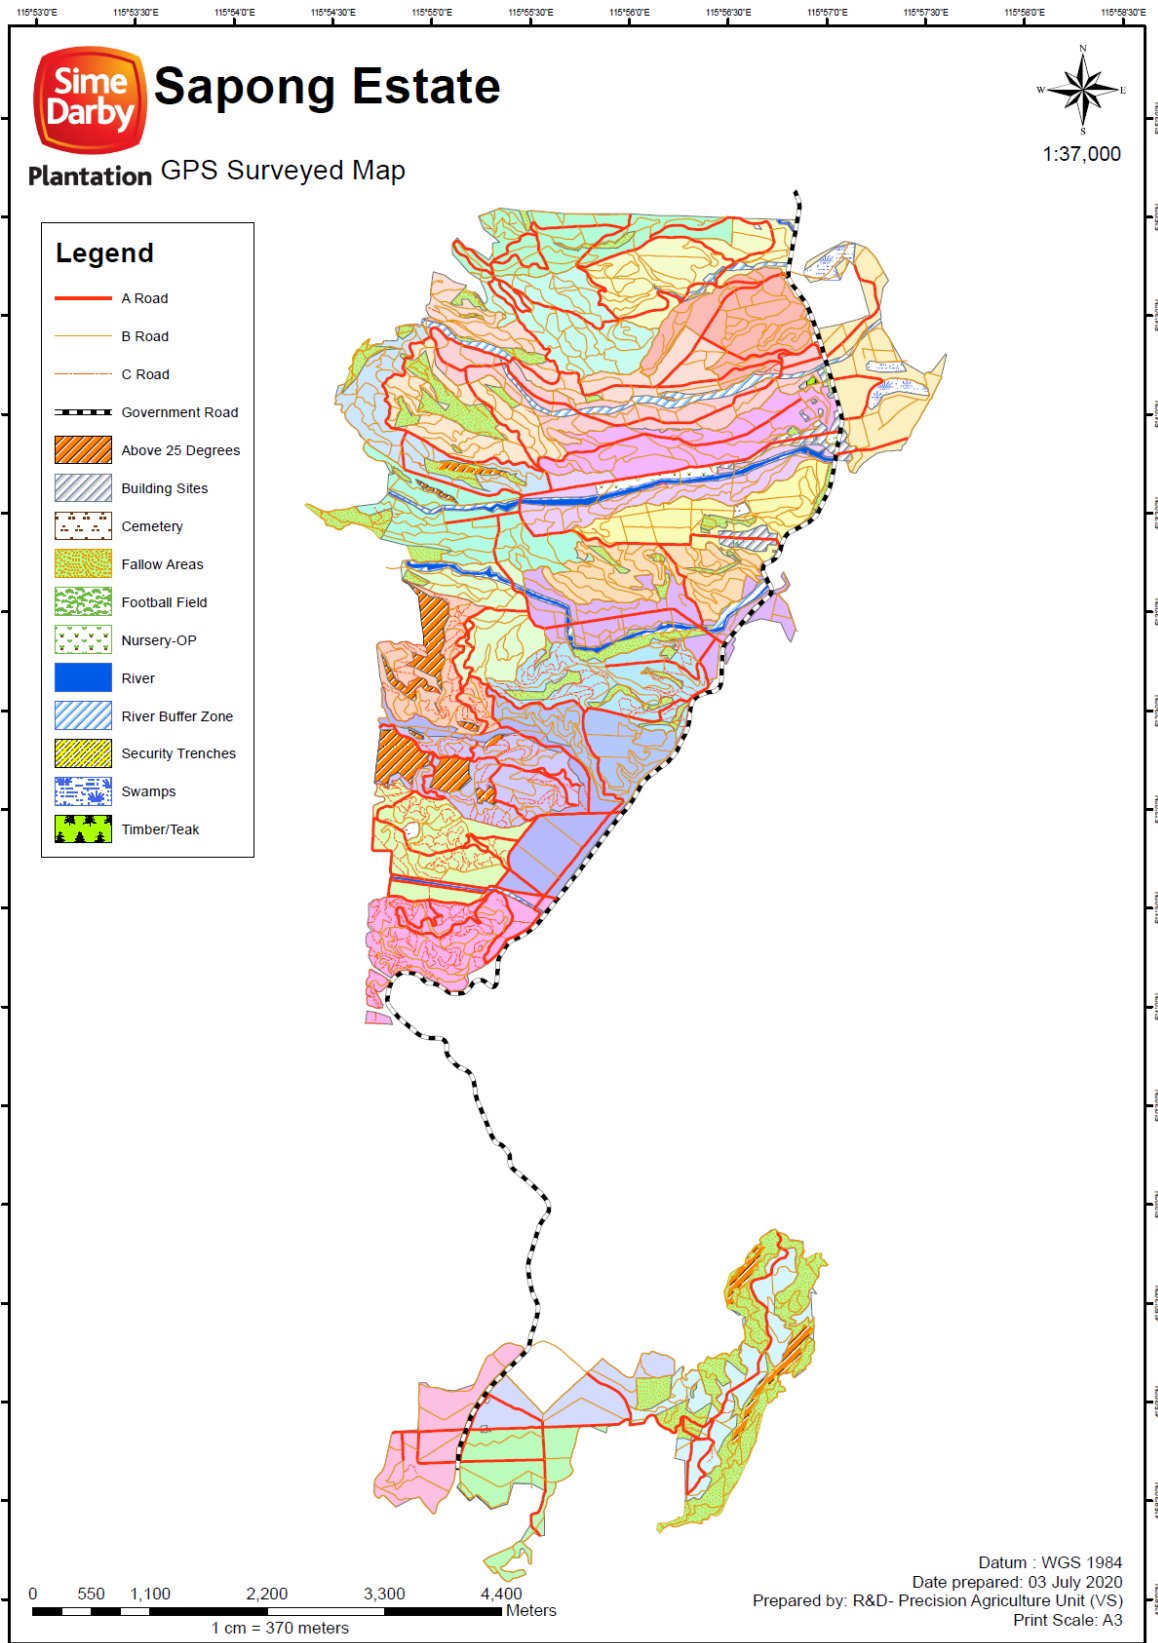 115°53'0"E 115°53'30"E 115°54'0"E 115°54'30"E 115°55'0"E 115°55'30"E 115°56'0"E 115°56'30"E 115°57'0"E 115°57'30"E 115°58'0"E 115°58'30"E
Sime
Darby
Plantation
Sapong Estate
GPS Surveyed Map
N
W E
S
1:37,000
Legend
A Road
B Road
C Road
Government Road
Above 25 Degrees
Building Sites
Cemetery
Fallow Areas
Football Field
Nursery-OP
River
River Buffer Zone
Security Trenches
Swamps
Timber/Teak
0 550 1,100 2,200 3,300 4,400
Meters
1 cm = 370 meters
Datum : WGS 1984
Date prepared: 03 July 2020
Prepared by: R&D- Precision Agriculture Unit (VS)
Print Scale: A3